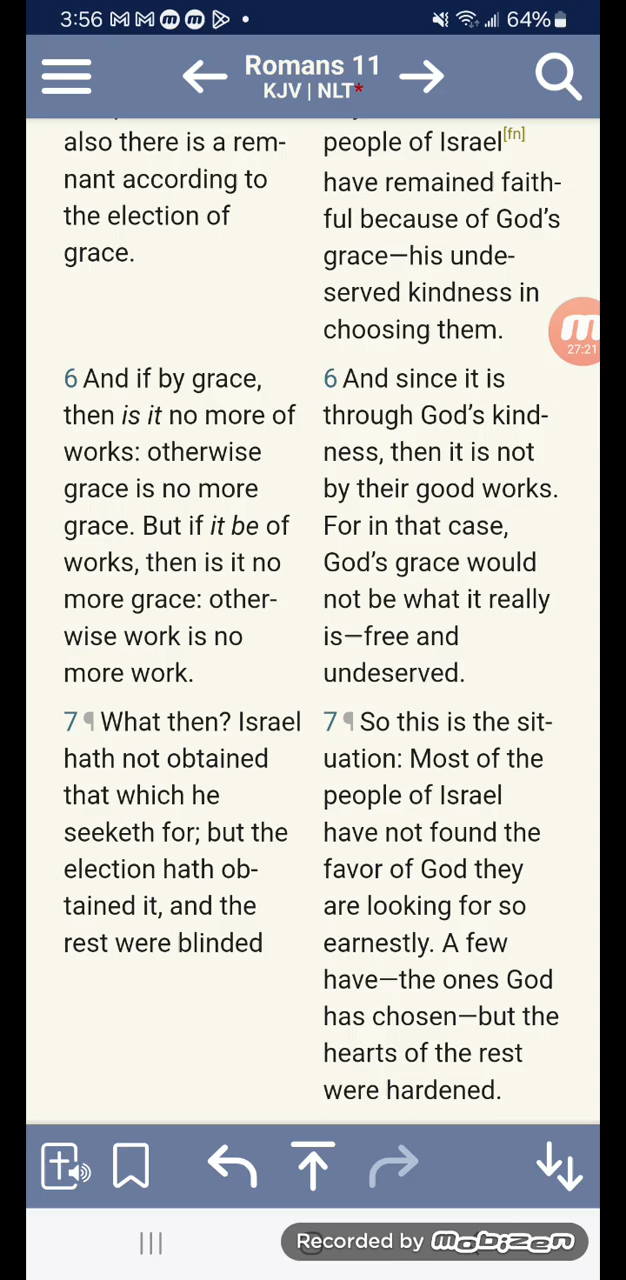 3:56
64%
Romans 11
KJV | NLT*
also there is a rem-
nant according to
the election of
grace.
people of Israel[fn]
have remained faith-
ful because of God's
grace—his unde-
served kindness in
choosing them.
27:21
6 And if by grace,
then is it no more of
works: otherwise
grace is no more
grace. But if it be of
works, then is it no
more grace: other-
wise work is no
more work.
6 And since it is
through God's kind-
ness, then it is not
by their good works.
For in that case,
God's grace would
not be what it really
is—free and
undeserved.
7 ¶ What then? Israel
hath not obtained
that which he
seeketh for; but the
election hath ob-
tained it, and the
rest were blinded
7 ¶ So this is the sit-
uation: Most of the
people of Israel
have not found the
favor of God they
are looking for so
earnestly. A few
have—the ones God
has chosen—but the
hearts of the rest
were hardened.
Recorded by mobizen